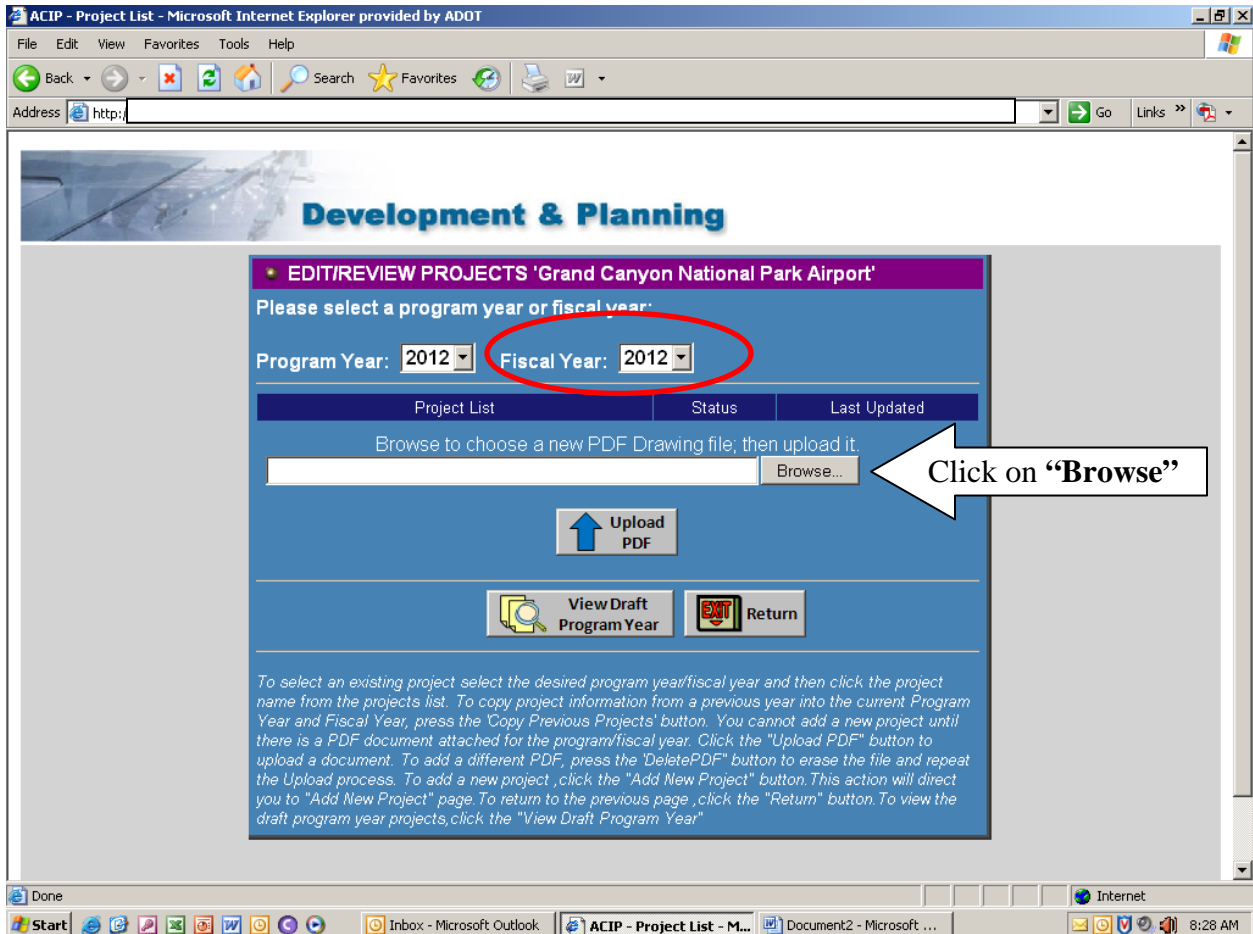 ACIP - Project List - Microsoft Internet Explorer provided by ADOT
File Edit View Favorites Tools Help
Back Search Favorites
Address http:/ Go Links »
Development & Planning
EDIT/REVIEW PROJECTS 'Grand Canyon National Park Airport'
Please select a program year or fiscal year:
Program Year: 2012 Fiscal Year: 2012
Project List Status Last Updated
Browse to choose a new PDF Drawing file; then upload it.
Browse...
Click on “Browse”
Upload
PDF
View Draft
Program Year
EXIT Return
To select an existing project select the desired program year/fiscal year and then click the project
name from the projects list. To copy project information from a previous year into the current Program
Year and Fiscal Year, press the 'Copy Previous Projects' button. You cannot add a new project until
there is a PDF document attached for the program/fiscal year. Click the "Upload PDF" button to
upload a document. To add a different PDF, press the 'DeletePDF" button to erase the file and repeat
the Upload process. To add a new project ,click the "Add New Project" button.This action will direct
you to "Add New Project" page.To return to the previous page ,click the "Return" button.To view the
draft program year projects,click the "View Draft Program Year"
Done Internet
Start Inbox - Microsoft Outlook ACIP - Project List - M... Document2 - Microsoft ... 8:28 AM